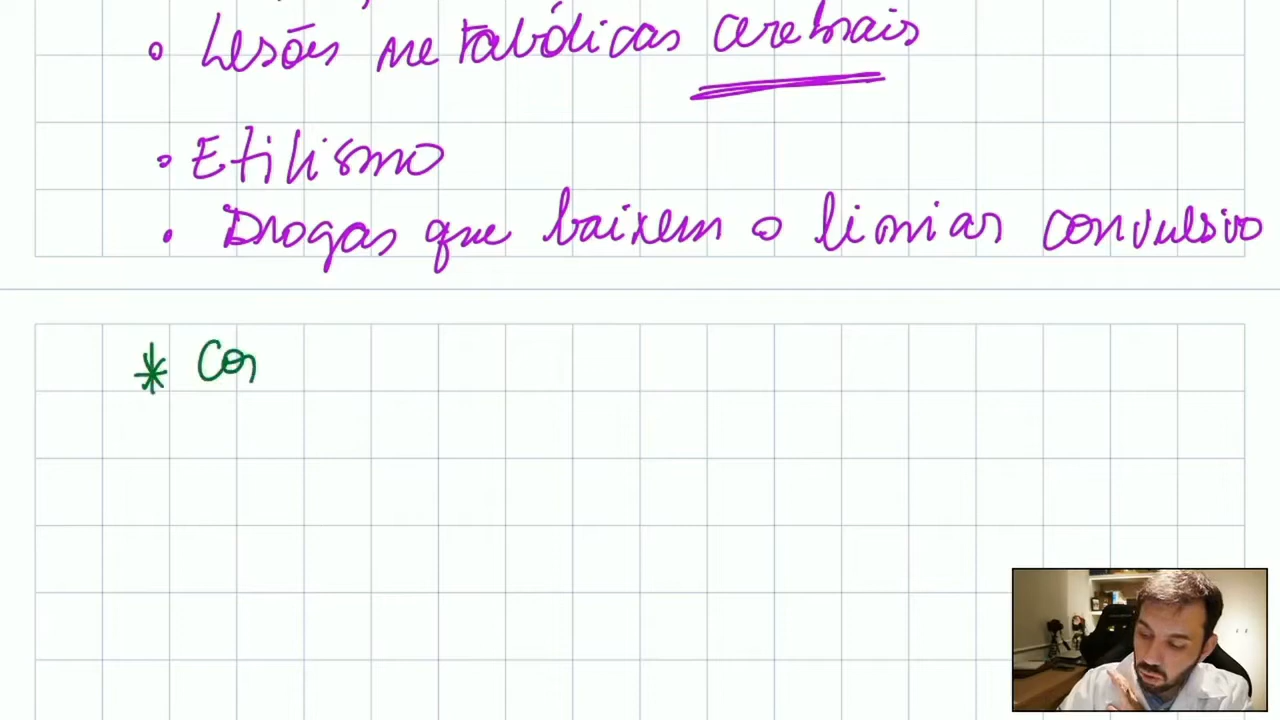 • Lesões metabólicas cerebrais
• Etilismo
• Drogas que baixem o limiar convulsivo
* Con